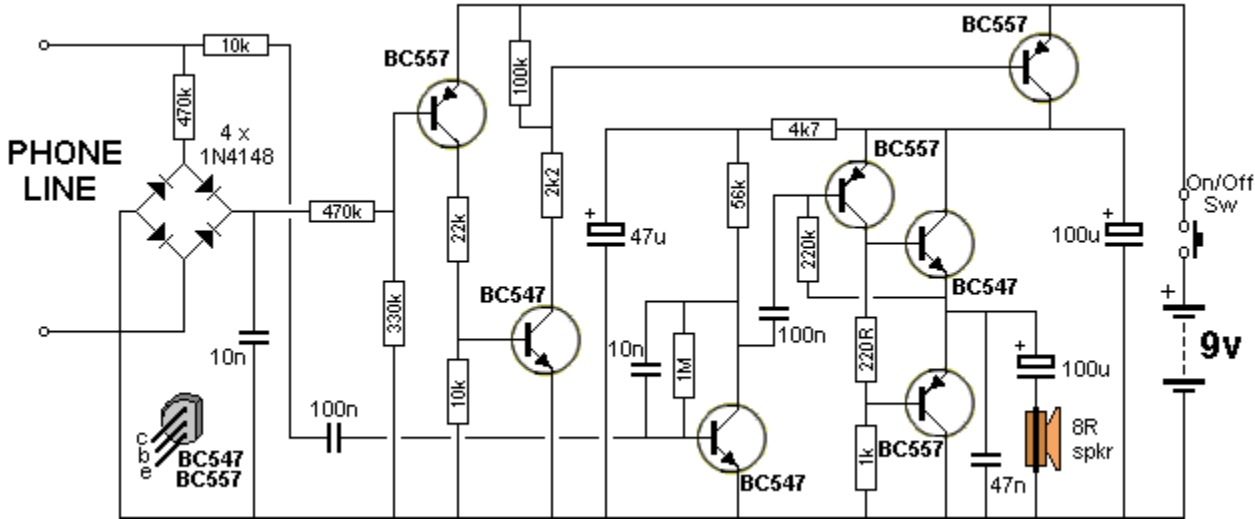 10k
470k
4 x
1N4148
PHONE
LINE
10n
470k
330k
BC557
22k
10k
100k
2k2
BC547
100n
c
b
e
BC547
BC557
+
47u
10n
1M
56k
BC547
4k7
100n
220k
BC557
BC547
220R
1k
BC557
47n
+
100u
8R
spkr
BC557
+
100u
On/Off
Sw
+
9v